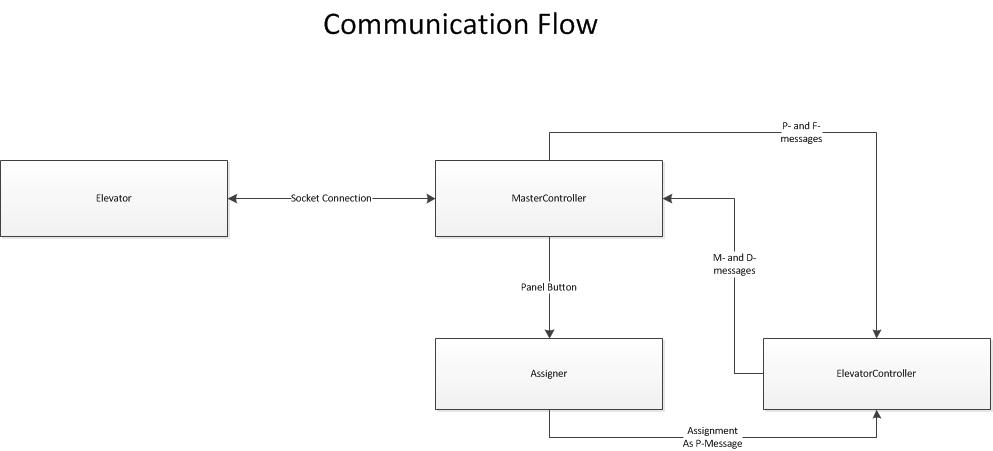 Communication Flow
P- and F-
messages
Elevator
Socket Connection
MasterController
M- and D-
messages
Panel Button
Assigner
ElevatorController
Assignment
As P-Message